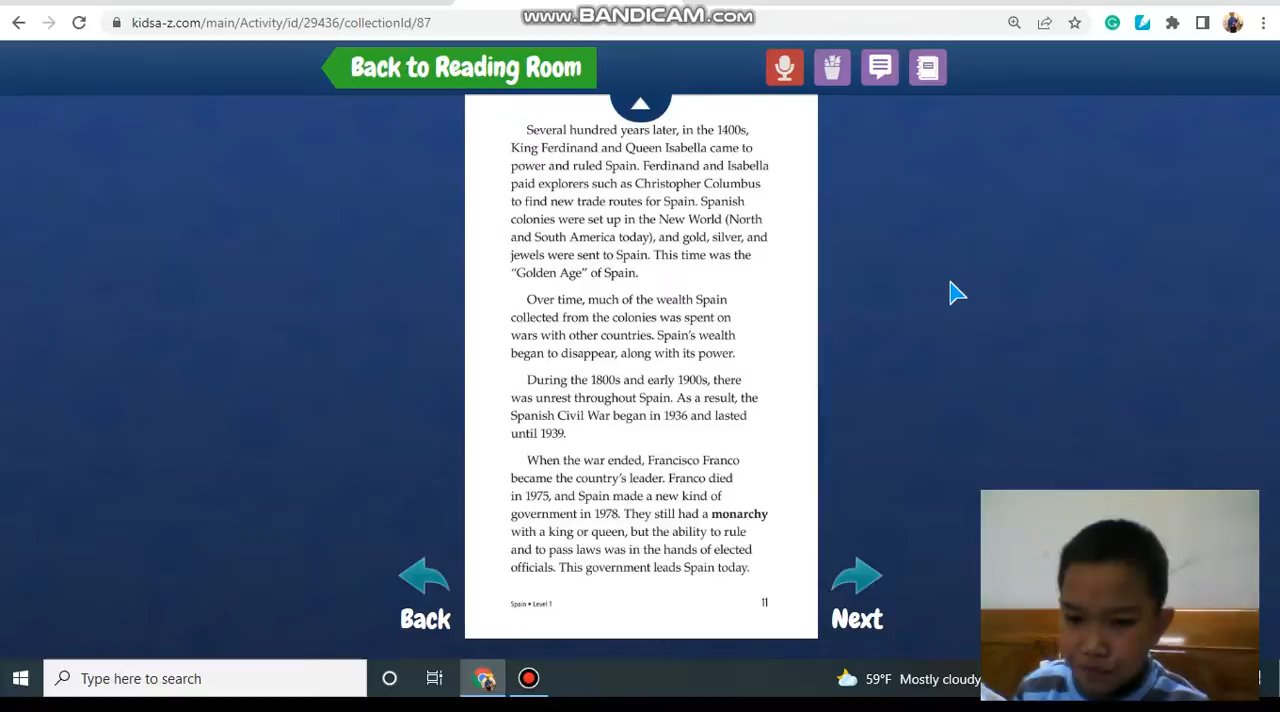 kidsa-z.com/main/Activity/id/29436/collectionId/87
www.BANDICAM.com
Back to Reading Room
Several hundred years later, in the 1400s,
King Ferdinand and Queen Isabella came to
power and ruled Spain. Ferdinand and Isabella
paid explorers such as Christopher Columbus
to find new trade routes for Spain. Spanish
colonies were set up in the New World (North
and South America today), and gold, silver, and
jewels were sent to Spain. This time was the
“Golden Age” of Spain.
Over time, much of the wealth Spain
collected from the colonies was spent on
wars with other countries. Spain’s wealth
began to disappear, along with its power.
During the 1800s and early 1900s, there
was unrest throughout Spain. As a result, the
Spanish Civil War began in 1936 and lasted
until 1939.
When the war ended, Francisco Franco
became the country’s leader. Franco died
in 1975, and Spain made a new kind of
government in 1978. They still had a monarchy
with a king or queen, but the ability to rule
and to pass laws was in the hands of elected
officials. This government leads Spain today.
Spain • Level T 11
Back
Next
Type here to search
59°F Mostly cloudy